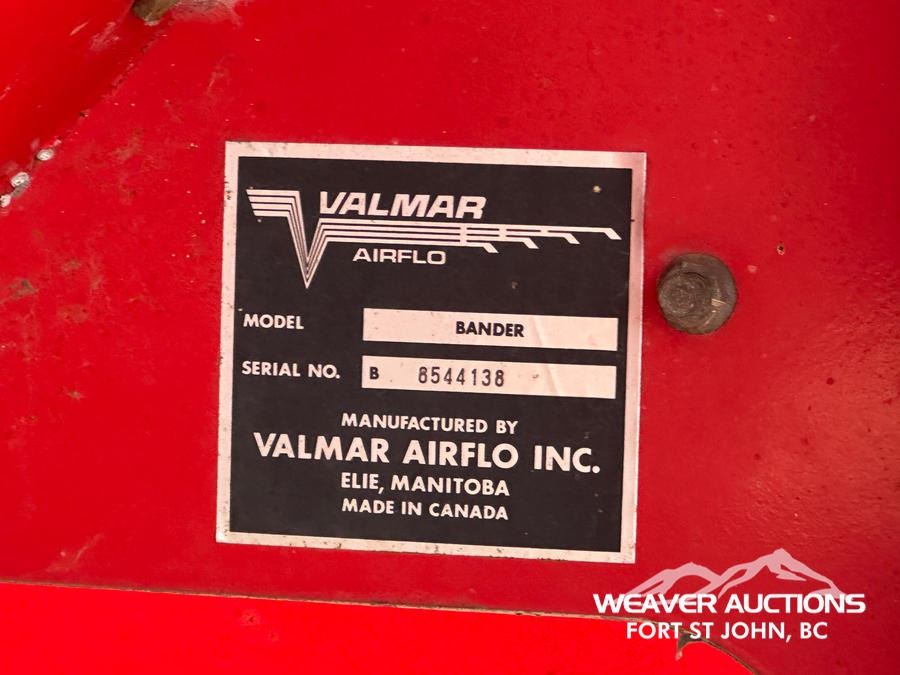 VALMAR
AIRFLO
MODEL BANDER
SERIAL NO. B 8544138
MANUFACTURED BY
VALMAR AIRFLO INC.
ELIE, MANITOBA
MADE IN CANADA
WEAVER AUCTIONS
FORT ST JOHN, BC